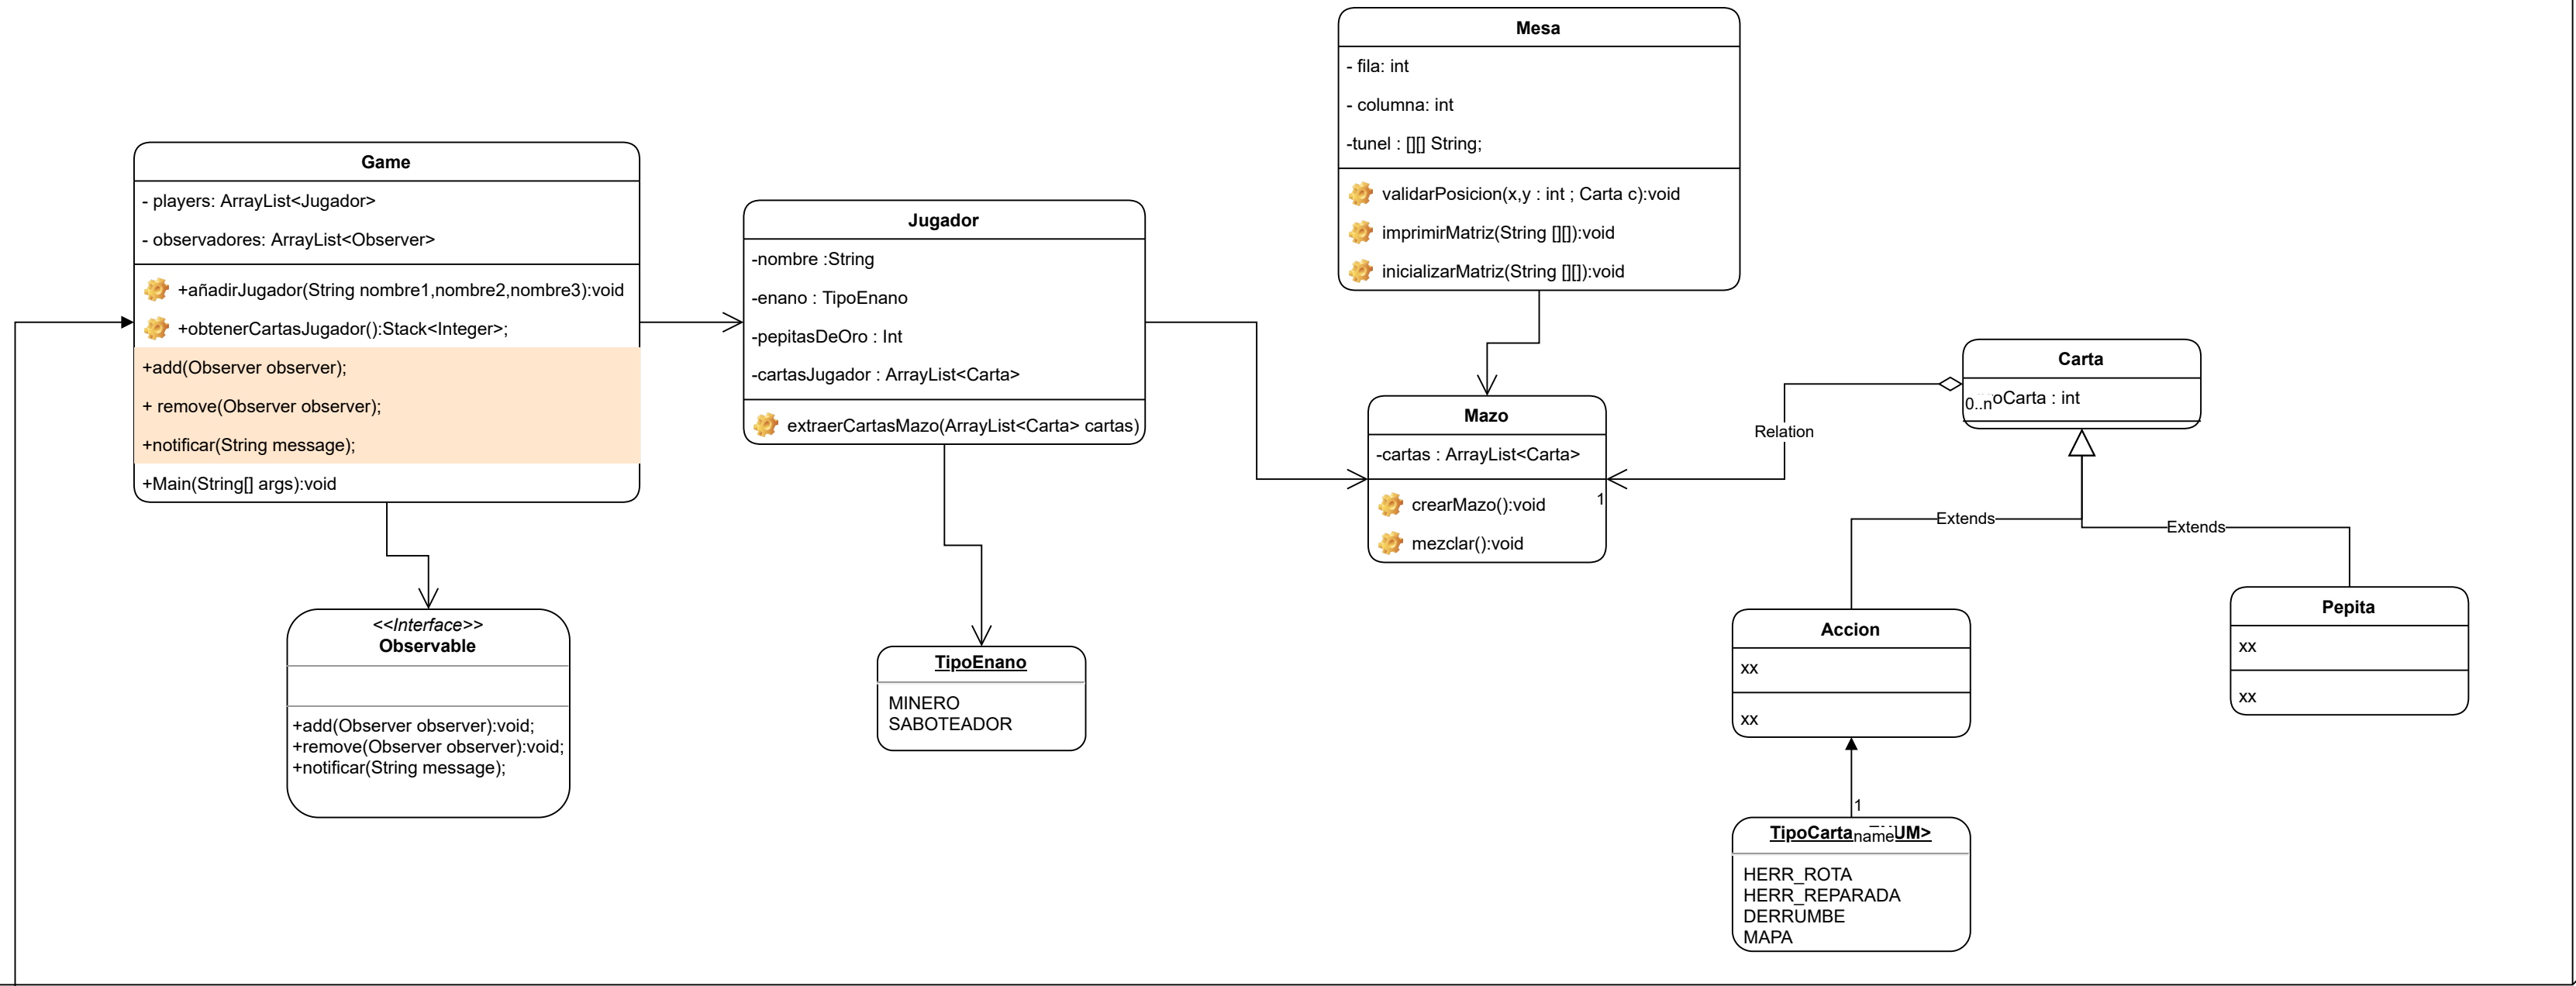 Game
- players: ArrayList<Jugador>
- observadores: ArrayList<Observer>
+añadirJugador(String nombre1,nombre2,nombre3):void
+obtenerCartasJugador():Stack<Integer>;
+add(Observer observer);
+ remove(Observer observer);
+notificar(String message);
+Main(String[] args):void
<<Interface>>
Observable
+add(Observer observer):void;
+remove(Observer observer):void;
+notificar(String message);
Jugador
-nombre :String
-enano : TipoEnano
-pepitasDeOro : Int
-cartasJugador : ArrayList<Carta>
extraerCartasMazo(ArrayList<Carta> cartas)
TipoEnano
MINERO
SABOTEADOR
Mesa
- fila: int
- columna: int
-tunel : [][] String;
validarPosicion(x,y : int ; Carta c):void
imprimirMatriz(String [][]):void
inicializarMatriz(String [][]):void
Mazo
-cartas : ArrayList<Carta>
1
crearMazo():void
mezclar():void
Relation
Carta
0..n
oCarta : int
Extends
Extends
Accion
xx
xx
Pepita
xx
xx
1
TipoCarta
name
UM>
HERR_ROTA
HERR_REPARADA
DERRUMBE
MAPA